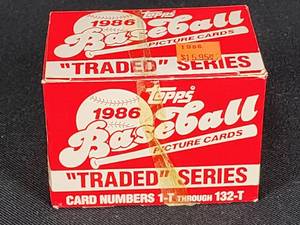 Topps
1986
Baseball
PICTURE CARDS
"TRADED" SERIES
1986
Topps
1986
Baseball
PICTURE CARDS
"TRADED" SERIES
CARD NUMBERS 1-T THROUGH 132-T